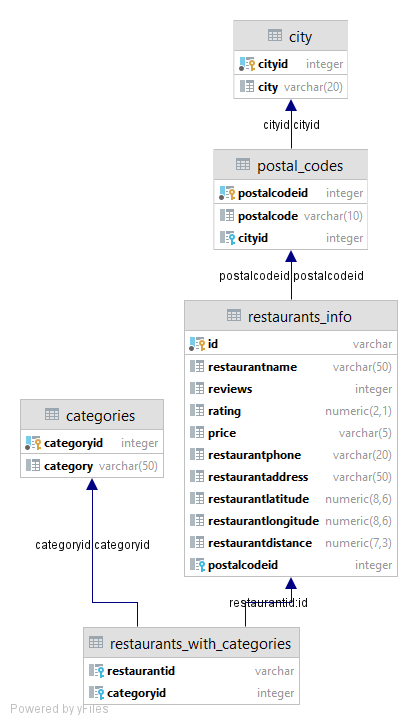 city
cityid integer
city varchar(20)
cityid:cityid
postal_codes
postalcodeid integer
postalcode varchar(10)
cityid integer
postalcodeid:postalcodeid
restaurants_info
id varchar
restaurantname varchar(50)
reviews integer
rating numeric(2,1)
price varchar(5)
restaurantphone varchar(20)
restaurantaddress varchar(50)
restaurantlatitude numeric(8,6)
restaurantlongitude numeric(8,6)
restaurantdistance numeric(7,3)
postalcodeid integer
categories
categoryid integer
category varchar(50)
categoryid:categoryid
restaurantid:id
restaurants_with_categories
restaurantid varchar
categoryid integer
Powered by yFiles